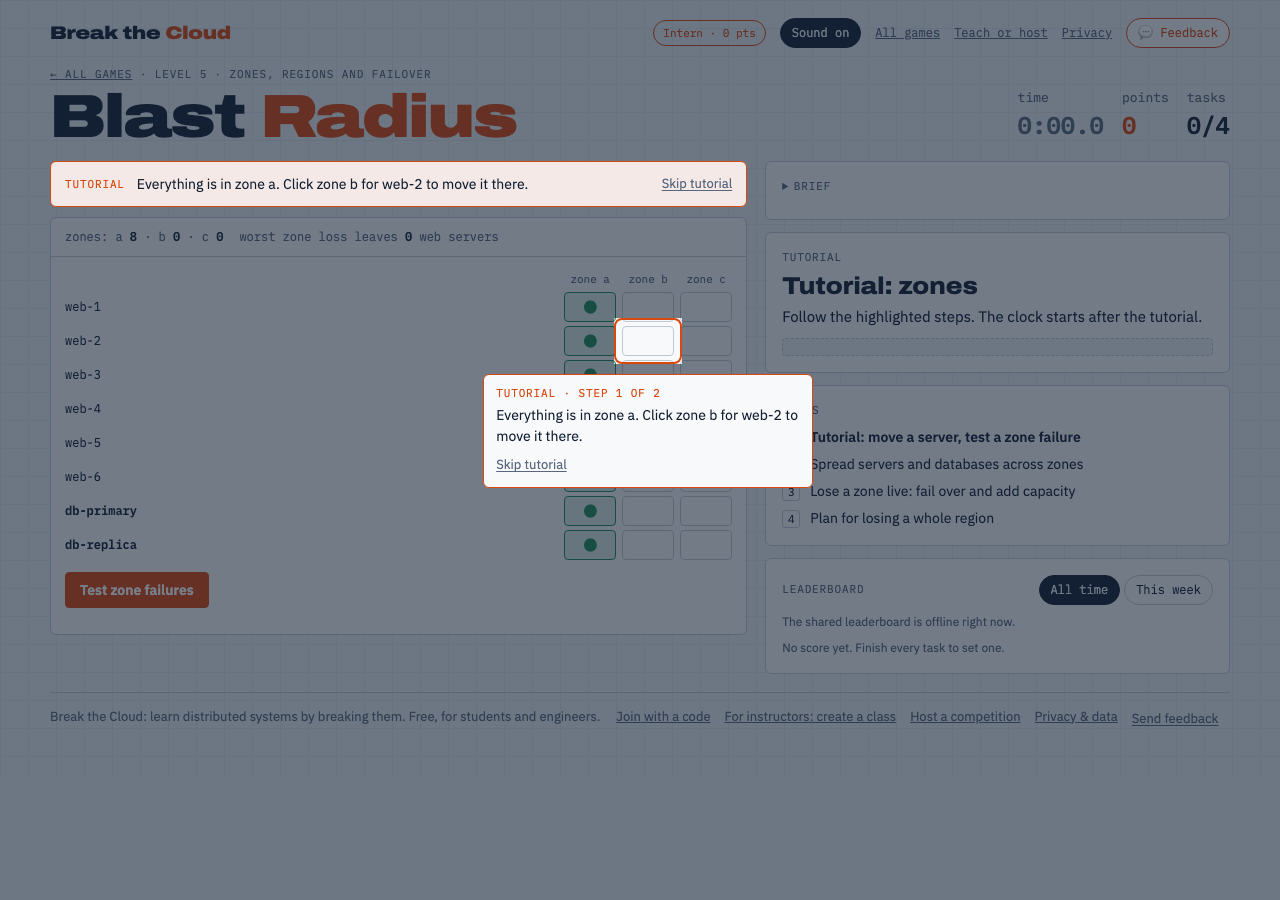 Break the Cloud
Intern · 0 pts
Sound on
All games
Teach or host
Privacy
💬 Feedback
← ALL GAMES · LEVEL 5 · ZONES, REGIONS AND FAILOVER
Blast Radius
time
0:00.0
points
0
tasks
0/4
TUTORIAL Everything is in zone a. Click zone b for web-2 to move it there. Skip tutorial
zones: a 8 · b 0 · c 0 worst zone loss leaves 0 web servers
zone a zone b zone c
web-1
web-2
web-3
web-4
web-5
web-6
db-primary
db-replica
Test zone failures
TUTORIAL · STEP 1 OF 2
Everything is in zone a. Click zone b for web-2 to
move it there.
Skip tutorial
BRIEF
TUTORIAL
Tutorial: zones
Follow the highlighted steps. The clock starts after the tutorial.
Tutorial: move a server, test a zone failure
Spread servers and databases across zones
3 Lose a zone live: fail over and add capacity
4 Plan for losing a whole region
LEADERBOARD
All time
This week
The shared leaderboard is offline right now.
No score yet. Finish every task to set one.
Break the Cloud: learn distributed systems by breaking them. Free, for students and engineers.
Join with a code
For instructors: create a class
Host a competition
Privacy & data
Send feedback